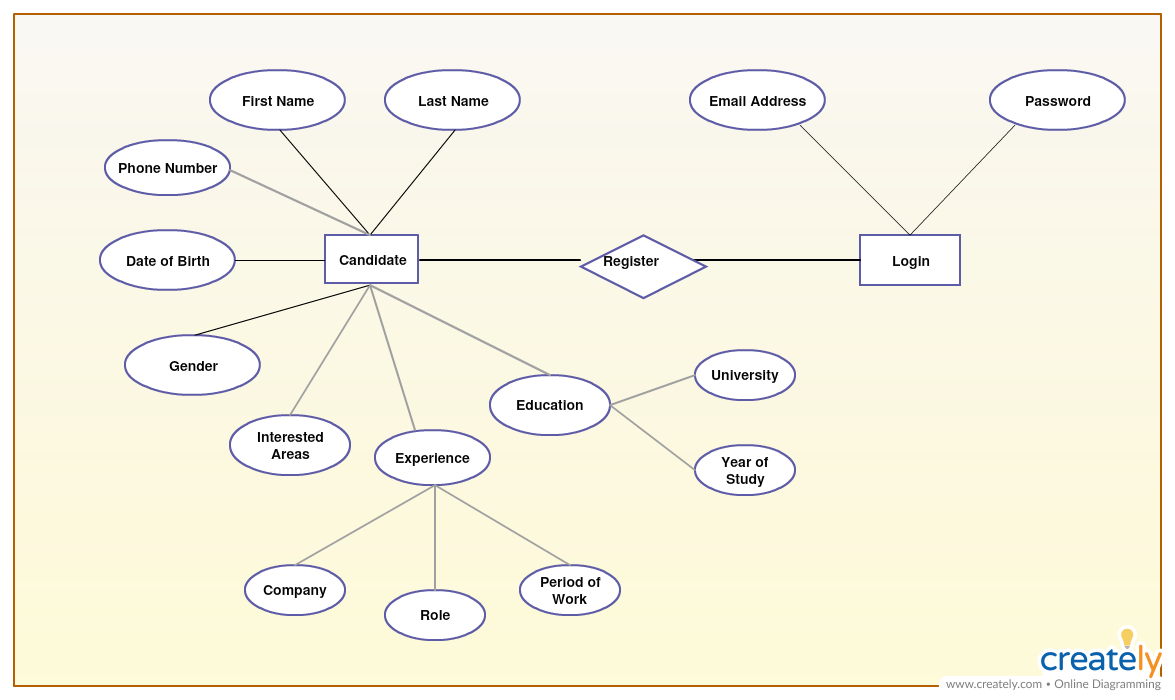 First Name
Last Name
Email Address
Password
Phone Number
Date of Birth
Candidate
Register
Login
Gender
University
Education
Interested
Areas
Experience
Year of
Study
Company
Role
Period of
Work
creately
www.creately.com • Online Diagramming